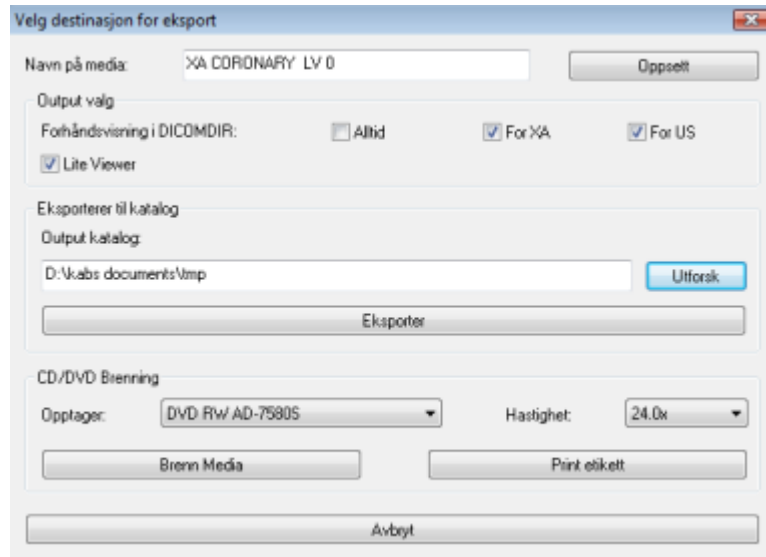 Velg destinasjon for eksport
Navn på media: XA CORONARY LV 0 Oppsett
Output valg
Forhåndsvisning i DICOMDIR: Alltid For XA For US
Lite Viewer
Eksporterer til katalog
Output katalog:
D:\kabs documents\tmp Utforsk
Eksporter
CD/DVD Brenning
Opptager: DVD RW AD-7580S Hastighet: 24.0x
Brenn Media Print etikett
Avbryt